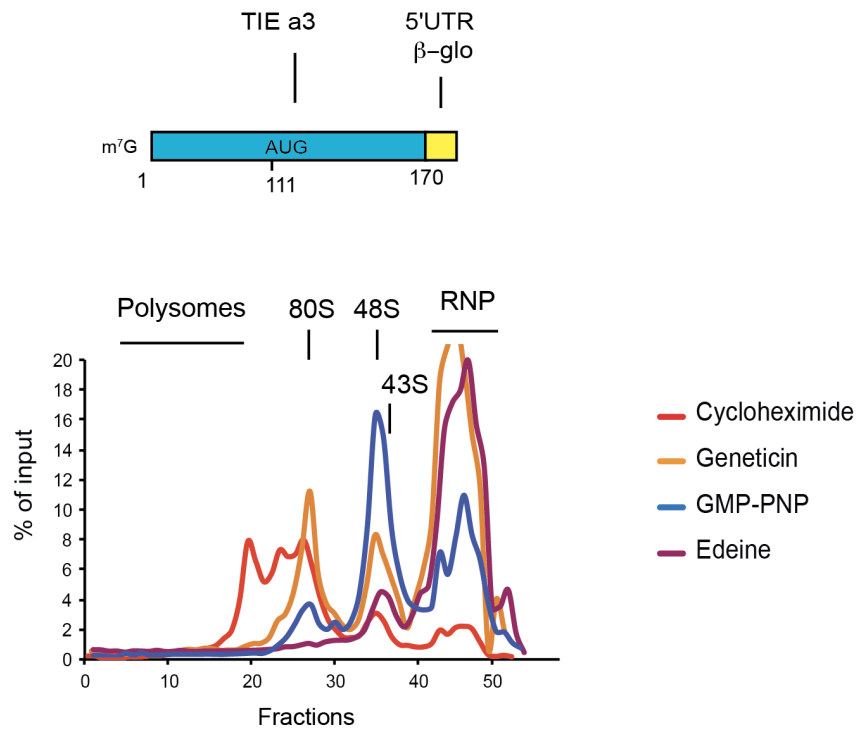 TIE a3
5'UTR
β–glo
m⁷G
AUG
1
111
170
Polysomes
80S
48S
RNP
43S
20
18
16
14
12
10
8
6
4
2
0
% of input
0
10
20
30
40
50
Fractions
Cycloheximide
Geneticin
GMP-PNP
Edeine